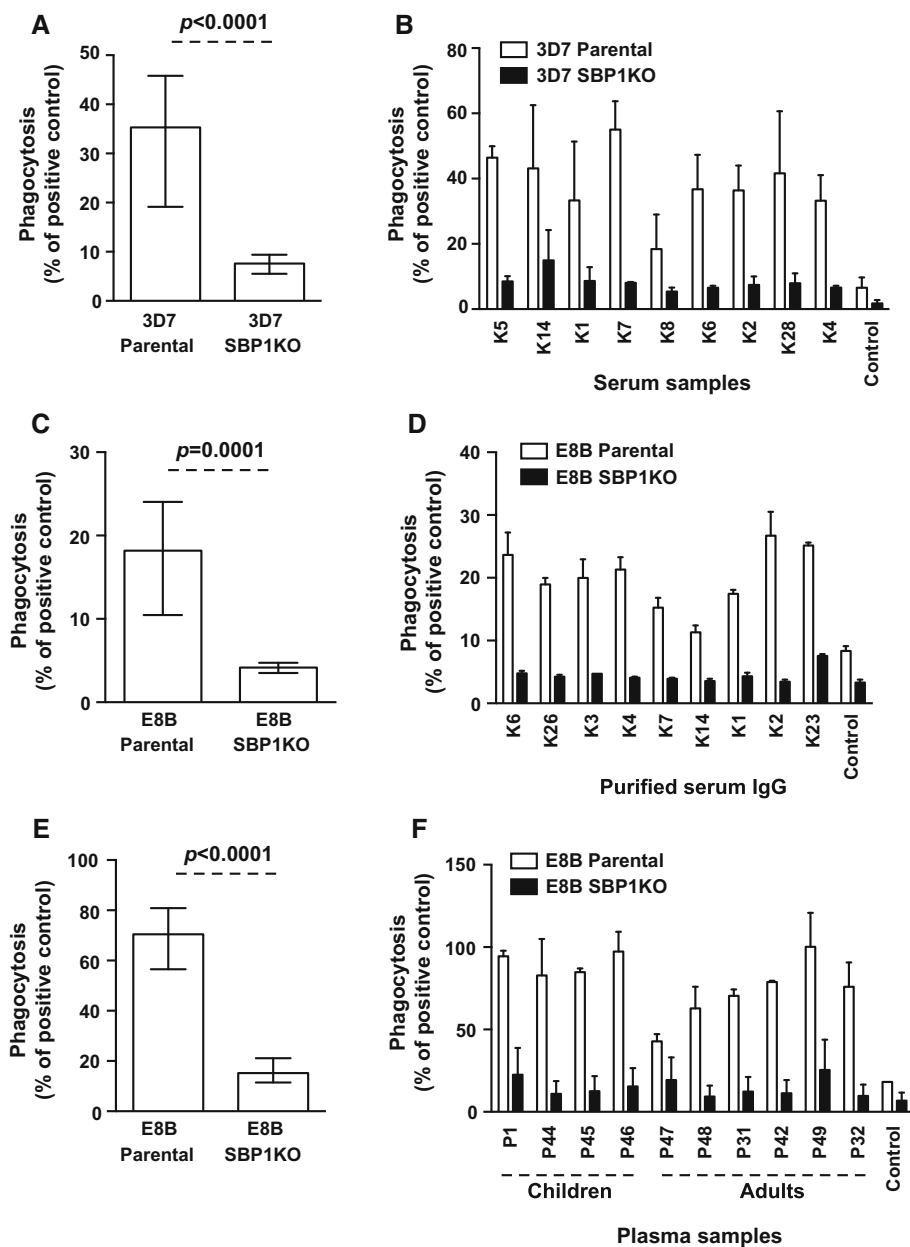 A
p<0.0001
Phagocytosis
(% of positive control)
50
40
30
20
10
0
3D7
Parental
3D7
SBP1KO
B
3D7 Parental
3D7 SBP1KO
Phagocytosis
(% of positive control)
80
60
40
20
0
K5
K14
K1
K7
K8
K6
K2
K28
K4
Control
Serum samples
C
p=0.0001
Phagocytosis
(% of positive control)
30
20
10
0
E8B
Parental
E8B
SBP1KO
D
E8B Parental
E8B SBP1KO
Phagocytosis
(% of positive control)
40
30
20
10
0
K6
K26
K3
K4
K7
K14
K1
K2
K23
Control
Purified serum IgG
E
p<0.0001
Phagocytosis
(% of positive control)
100
80
60
40
20
0
E8B
Parental
E8B
SBP1KO
F
E8B Parental
E8B SBP1KO
Phagocytosis
(% of positive control)
150
100
50
0
P1
P44
P45
P46
P47
P48
P31
P42
P49
P32
Control
Children
Adults
Plasma samples